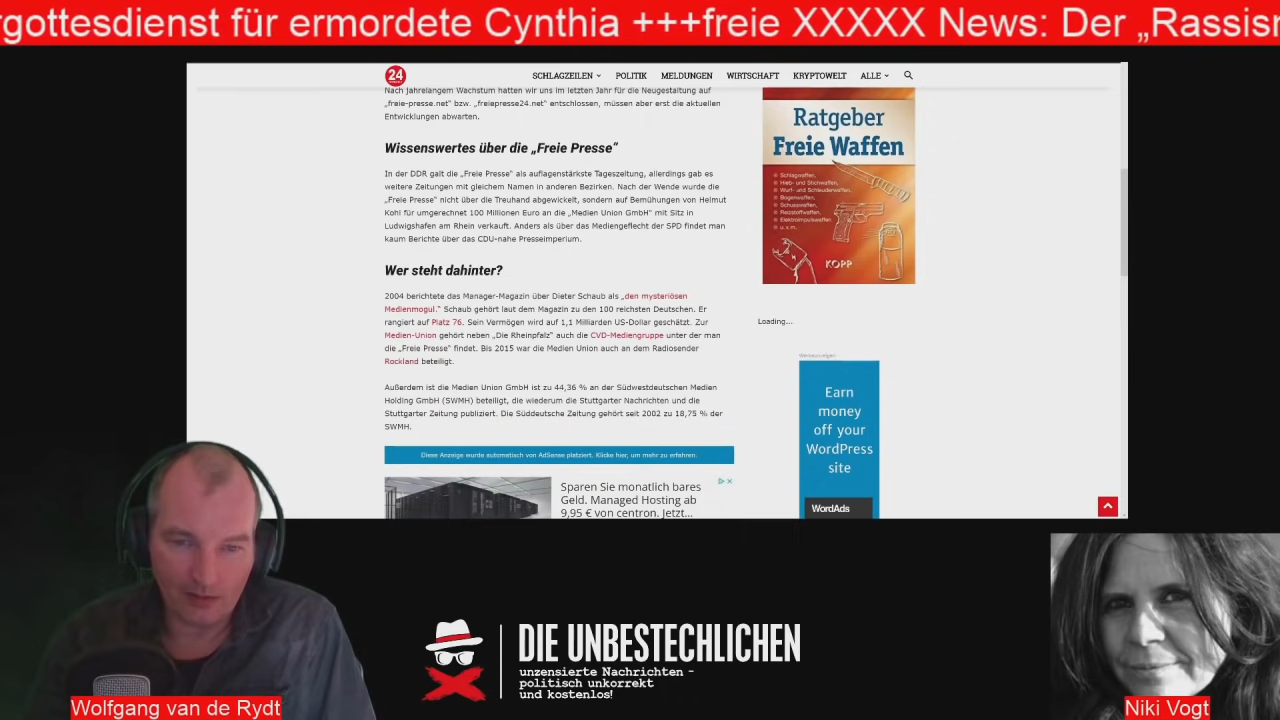 rgottesdienst für ermordete Cynthia +++freie XXXXX News: Der „Rassisn
24
SCHLAGZEILEN
POLITIK
MELDUNGEN
WIRTSCHAFT
KRYPTOWELT
ALLE
Nach jahrelangem Wachstum hatten wir uns im letzten Jahr für die Neugestaltung auf
„freie-presse.net“ bzw. „freiepresse24.net“ entschlossen, müssen aber erst die aktuellen
Entwicklungen abwarten.
Wissenswertes über die „Freie Presse“
In der DDR galt die „Freie Presse“ als auflagenstärkste Tageszeitung, allerdings gab es
weitere Zeitungen mit gleichem Namen in anderen Bezirken. Nach der Wende wurde die
„Freie Presse“ nicht über die Treuhand abgewickelt, sondern auf Bemühungen von Helmut
Kohl für umgerechnet 100 Millionen Euro an die „Medien Union GmbH“ mit Sitz in
Ludwigshafen am Rhein verkauft. Anders als über das Mediengeflecht der SPD findet man
kaum Berichte über das CDU-nahe Presseimperium.
Wer steht dahinter?
2004 berichtete das Manager-Magazin über Dieter Schaub als „den mysteriösen
Medienmogul.“ Schaub gehört laut dem Magazin zu den 100 reichsten Deutschen. Er
rangiert auf Platz 76. Sein Vermögen wird auf 1,1 Milliarden US-Dollar geschätzt. Zur
Medien-Union gehört neben „Die Rheinpfalz“ auch die CVD-Mediengruppe unter der man
die „Freie Presse“ findet. Bis 2015 war die Medien Union auch an dem Radiosender
Rockland beteiligt.
Außerdem ist die Medien Union GmbH ist zu 44,36 % an der Südwestdeutschen Medien
Holding GmbH (SWMH) beteiligt, die wiederum die Stuttgarter Nachrichten und die
Stuttgarter Zeitung publiziert. Die Süddeutsche Zeitung gehört seit 2002 zu 18,75 % der
SWMH.
Diese Anzeige wurde automatisch von AdSense platziert. Klicke hier, um mehr zu erfahren.
Sparen Sie monatlich bares
Geld. Managed Hosting ab
9,95 € von centron. Jetzt...
Ratgeber
Freie Waffen
Schlagwaffen,
Hieb- und Stichwaffen,
Wurf- und Schleuderwaffen,
Bogenwaffen,
Schusswaffen,
Reizstoffwaffen,
Elektroimpulswaffen
u.s.m.
KOPP
Loading...
Werbeanzeigen
Earn
money
off your
WordPress
site
WordAds
DIE UNBESTECHLICHEN
unzensierte Nachrichten -
politisch unkorrekt
und kostenlos!
Wolfgang van de Rydt
Niki Vogt